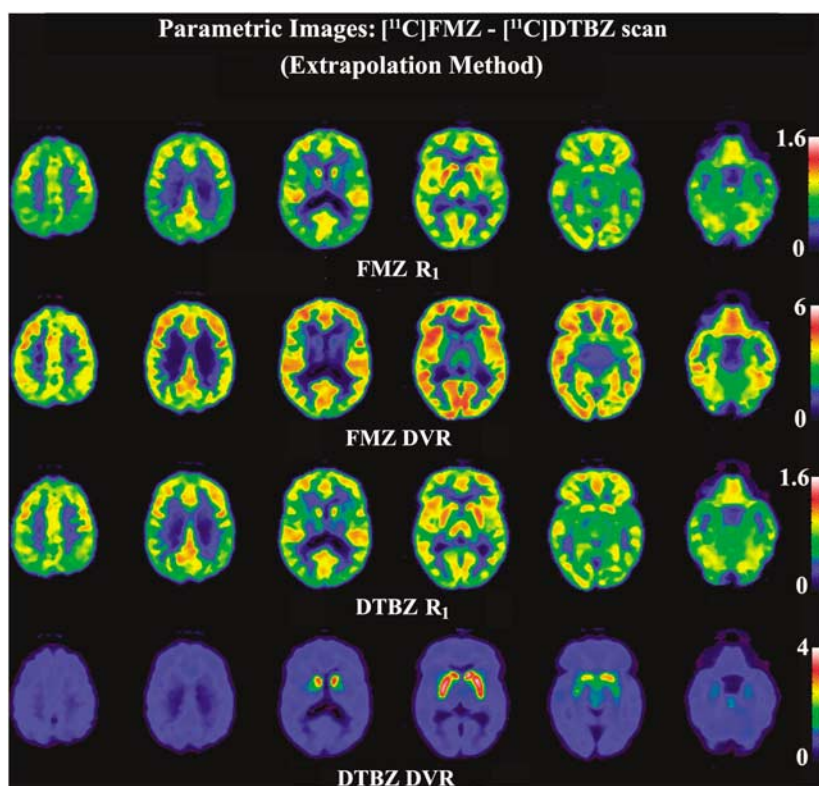 Parametric Images: [¹¹C]FMZ - [¹¹C]DTBZ scan
(Extrapolation Method)
1.6
0
FMZ R₁
6
0
FMZ DVR
1.6
0
DTBZ R₁
4
0
DTBZ DVR